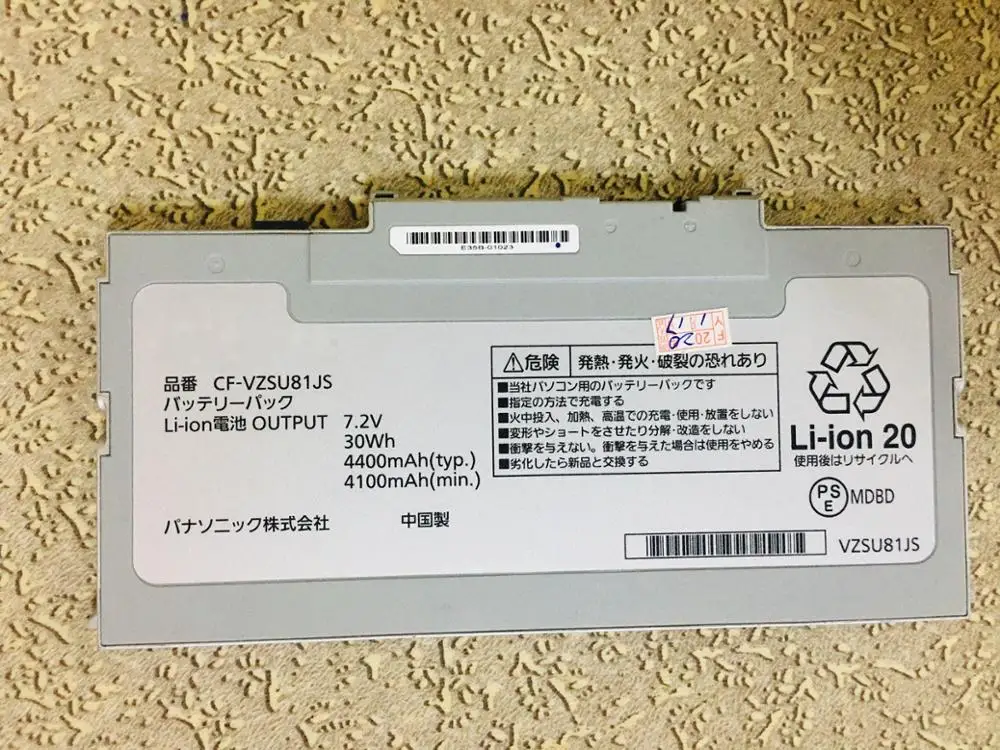 E35B-01023
品番 CF-VZSU81JS
バッテリーパック
Li-ion電池 OUTPUT 7.2V
30Wh
4400mAh(typ.)
4100mAh(min.)
パナソニック株式会社 中国製
⚠危険 発熱・発火・破裂の恐れあり
■当社パソコン用のバッテリーパックです
■指定の方法で充電する
■火中投入、加熱、高温での充電・使用・放置をしない
■変形やショートをさせたり分解・改造をしない
■衝撃を与えない。衝撃を与えた場合は使用をやめる
■劣化したら新品と交換する
Li-ion 20
使用後はリサイクルへ
PSE MDBD
VZSU81JS